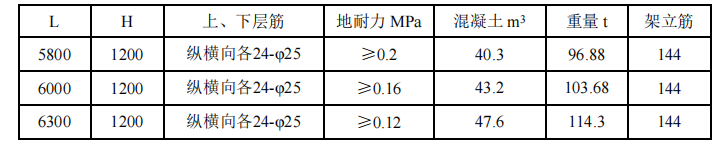 L H 上、下层筋 地耐力 MPa 混凝土 m³ 重量 t 架立筋
5800 1200 纵横向各24-φ25 ≥0.2 40.3 96.88 144
6000 1200 纵横向各24-φ25 ≥0.16 43.2 103.68 144
6300 1200 纵横向各24-φ25 ≥0.12 47.6 114.3 144